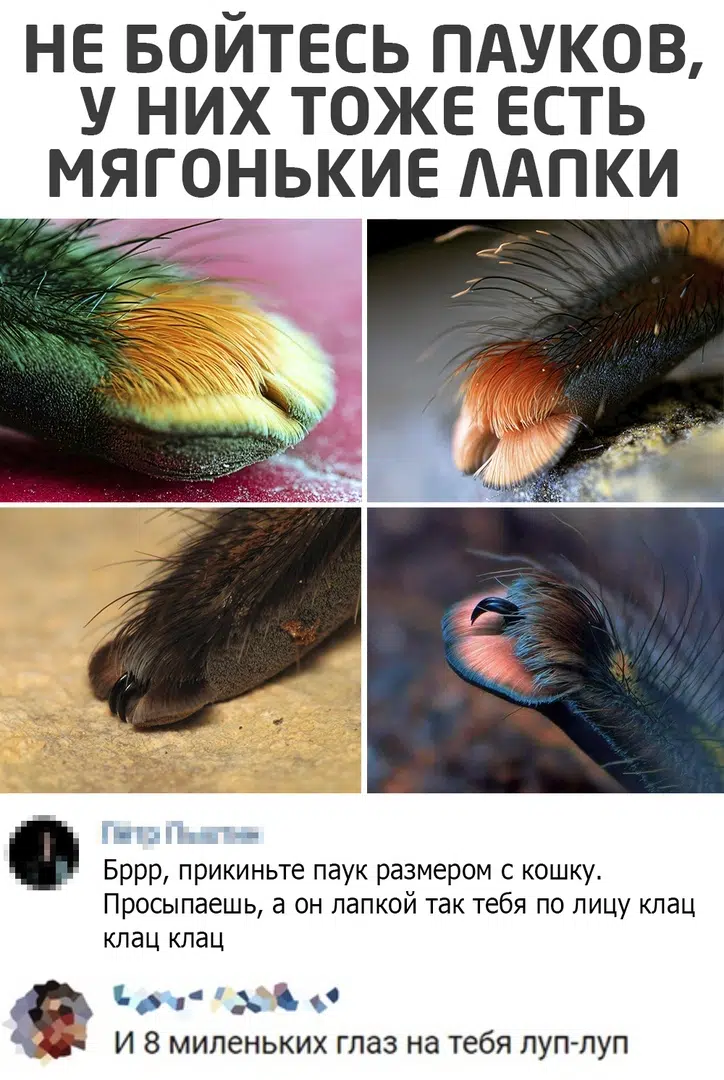 НЕ БОЙТЕСЬ ПАУКОВ,
У НИХ ТОЖЕ ЕСТЬ
МЯГОНЬКИЕ ЛАПКИ
Бррр, прикиньте паук размером с кошку.
Просыпаешь, а он лапкой так тебя по лицу клац
клац клац
И 8 миленьких глаз на тебя луп-луп